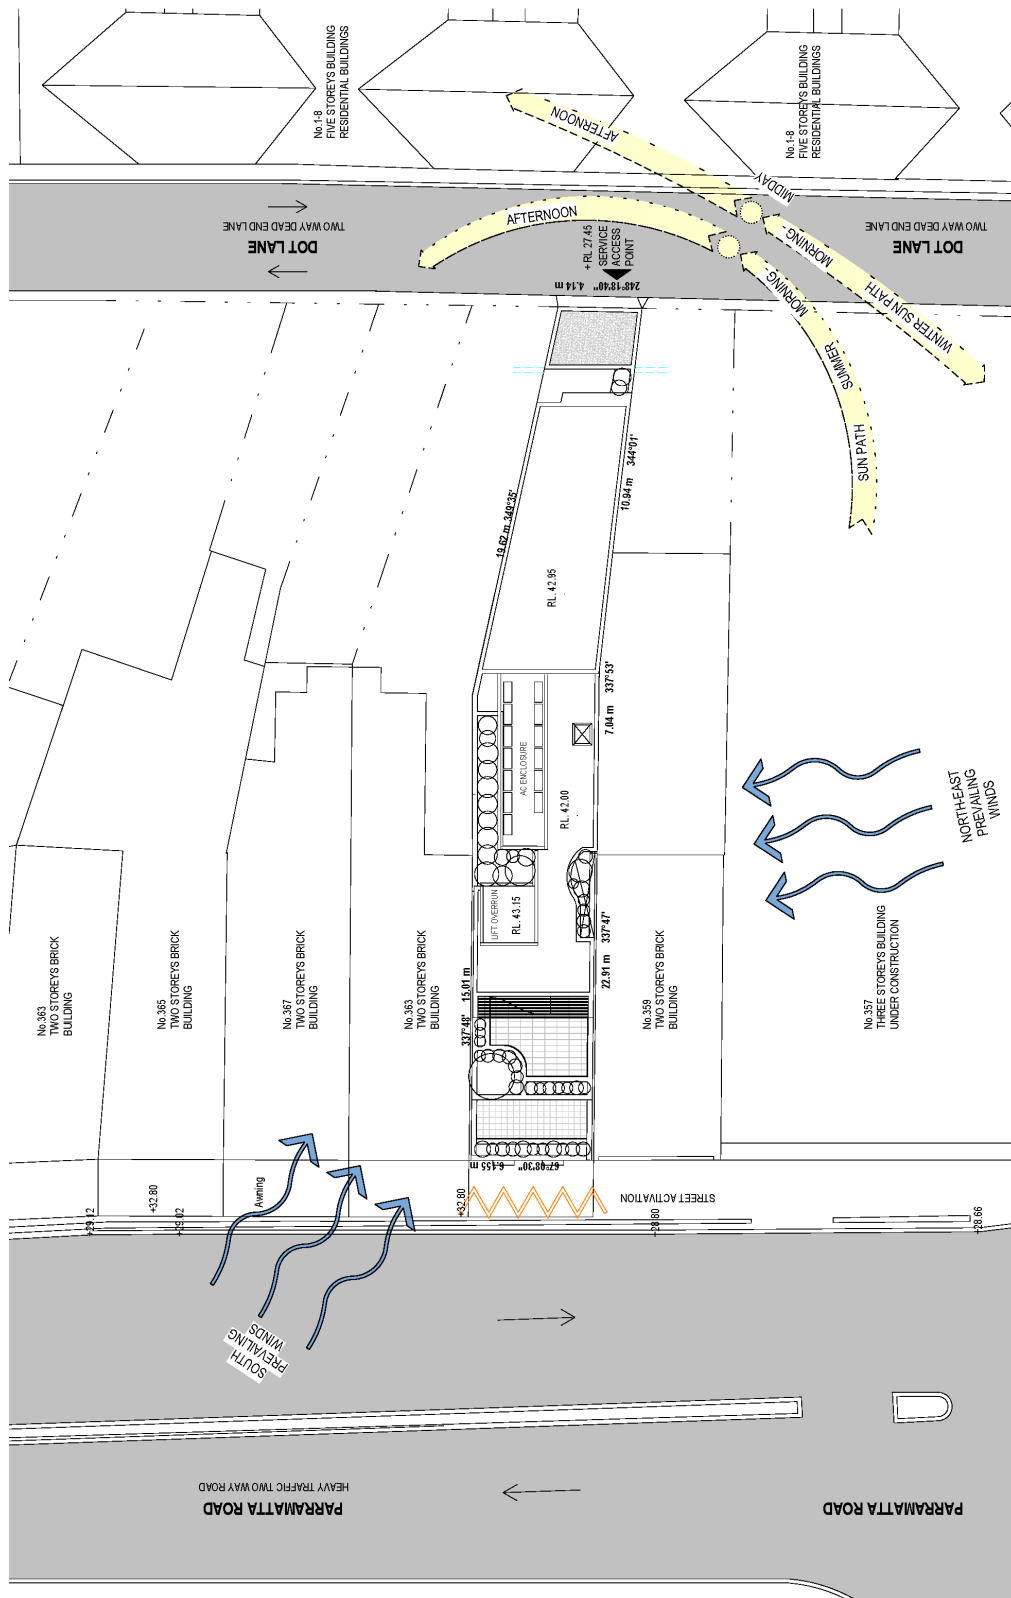 No.1-8
FIVE STOREYS BUILDING
RESIDENTIAL BUILDINGS
No.1-8
FIVE STOREYS BUILDING
RESIDENTIAL BUILDINGS
AFTERNOON
MIDDAY
AFTERNOON
TWO WAY DEAD END LANE
DOT LANE
TWO WAY DEAD END LANE
DOT LANE
+ RL 27.45
SERVICE
ACCESS
POINT
248°18'40" 4.14 m
MORNING -
MORNING -
WINTER SUN PATH
SUMMER
SUN PATH
19.62 m 349°35'
10.94 m 344°01'
RL. 42.95
7.04 m 337°53'
AC ENCLOSURE
RL. 42.00
LIFT OVERRUN
RL. 43.15
NORTH-EAST
PREVAILING
WINDS
No.363
TWO STOREYS BRICK
BUILDING
No.365
TWO STOREYS BRICK
BUILDING
No.367
TWO STOREYS BRICK
BUILDING
No.363
TWO STOREYS BRICK
BUILDING
337°48' 15.01 m
22.91 m 337°47'
No.359
TWO STOREYS BRICK
BUILDING
No.357
THREE STOREYS BUILDING
UNDER CONSTRUCTION
6.455 m 67°08'30"
+29.12
+32.80
+29.02
Awning
+32.80
STREET ACTIVATION
+28.80
+28.66
SOUTH
PREVAILING
WINDS
HEAVY TRAFFIC TWO WAY ROAD
PARRAMATTA ROAD
PARRAMATTA ROAD